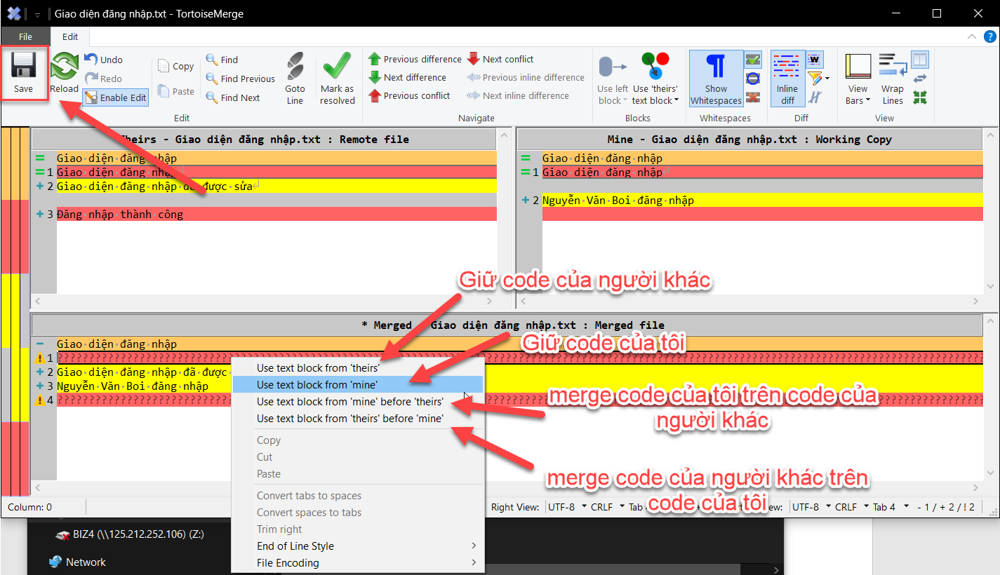 Giao diện đăng nhập.txt - TortoiseMerge
File Edit
Save
Reload
Undo
Redo
Enable Edit
Copy
Paste
Find
Find Previous
Find Next
Goto
Line
Mark as
resolved
Previous difference
Next difference
Previous conflict
Next conflict
Previous inline difference
Next inline difference
Use left
block
Use 'theirs'
text block
Show
Whitespaces
Inline
diff
View
Bars
Wrap
Lines
Edit Navigate Blocks Whitespaces Diff View
Theirs - Giao diện đăng nhập.txt : Remote file
Giao diện đăng nhập
1 Giao diện đăng nhập
2 Giao diện đăng nhập đã được sửa
3 Đăng nhập thành công
Mine - Giao diện đăng nhập.txt : Working Copy
Giao diện đăng nhập
1 Giao diện đăng nhập
2 Nguyễn Văn Boi đăng nhập
Giữ code của người khác
* Merged - Giao diện đăng nhập.txt : Merged file
Giao diện đăng nhập
1
2 Giao diện đăng nhập đã được
3 Nguyễn Văn Boi đăng nhập
4
Giữ code của tôi
merge code của tôi trên code của
người khác
merge code của người khác trên
code của tôi
Use text block from 'theirs'
Use text block from 'mine'
Use text block from 'mine' before 'theirs'
Use text block from 'theirs' before 'mine'
Copy
Cut
Paste
Convert tabs to spaces
Convert spaces to tabs
Trim right
End of Line Style
File Encoding
Column: 0
Right View: UTF-8 CRLF Tab
UTF-8 CRLF Tab 4 - 1 / + 2 / ! 2
BIZ4 (\\125.212.252.106) (Z:)
Network